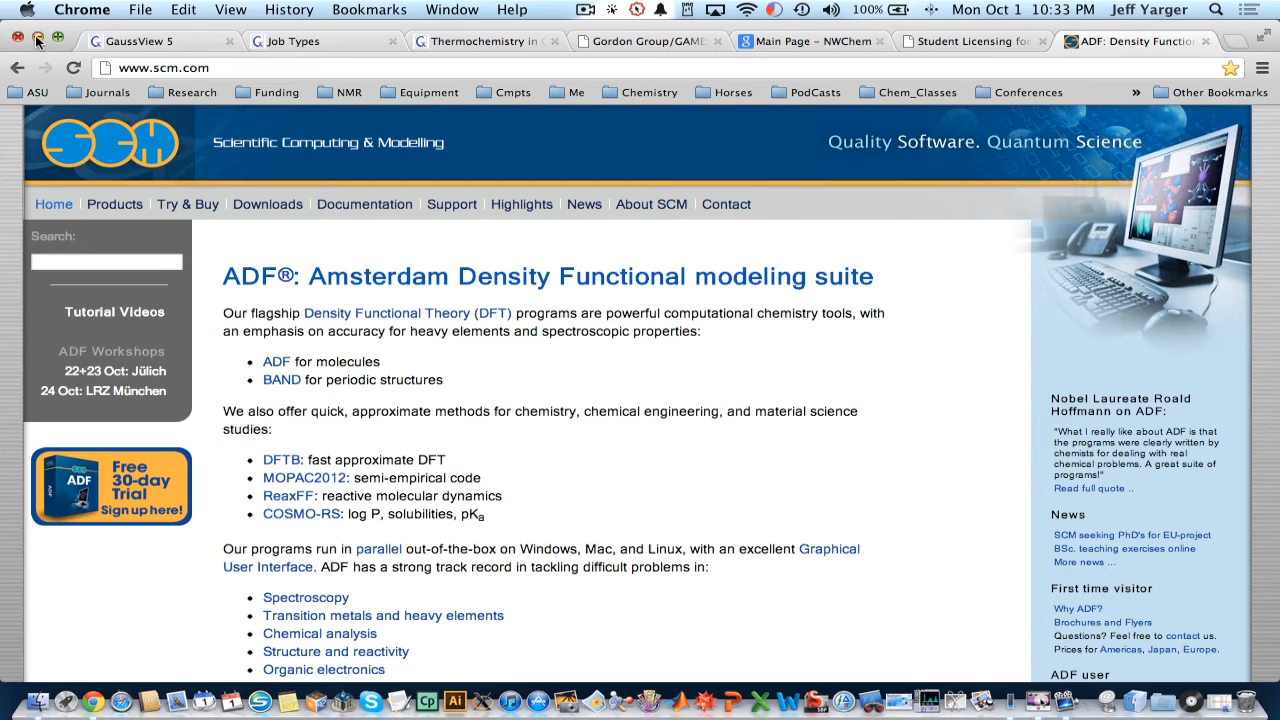 Chrome File Edit View History Bookmarks Window Help 100% Mon Oct 1 10:33 PM Jeff Yarger
GaussView 5 Job Types Thermochemistry in Gordon Group/GAME Main Page – NWChem Student Licensing for ADF: Density Functio
www.scm.com
ASU Journals Research Funding NMR Equipment Cmpts Me Chemistry Horses PodCasts Chem_Classes Conferences » Other Bookmarks
SCM Scientific Computing & Modelling Quality Software. Quantum Science
Home Products Try & Buy Downloads Documentation Support Highlights News About SCM Contact
Search:
Tutorial Videos
ADF Workshops
22+23 Oct: Jülich
24 Oct: LRZ München
ADF
Free
30-day
Trial
Sign up here!
ADF®: Amsterdam Density Functional modeling suite
Our flagship Density Functional Theory (DFT) programs are powerful computational chemistry tools, with
an emphasis on accuracy for heavy elements and spectroscopic properties:
• ADF for molecules
• BAND for periodic structures
We also offer quick, approximate methods for chemistry, chemical engineering, and material science
studies:
• DFTB: fast approximate DFT
• MOPAC2012: semi-empirical code
• ReaxFF: reactive molecular dynamics
• COSMO-RS: log P, solubilities, pKa
Our programs run in parallel out-of-the-box on Windows, Mac, and Linux, with an excellent Graphical
User Interface. ADF has a strong track record in tackling difficult problems in:
• Spectroscopy
• Transition metals and heavy elements
• Chemical analysis
• Structure and reactivity
• Organic electronics
Nobel Laureate Roald
Hoffmann on ADF:
"What I really like about ADF is that
the programs were clearly written by
chemists for dealing with real
chemical problems. A great suite of
programs!"
Read full quote ..
News
SCM seeking PhD's for EU-project
BSc. teaching exercises online
More news ...
First time visitor
Why ADF?
Brochures and Flyers
Questions? Feel free to contact us.
Prices for Americas, Japan, Europe.
ADF user